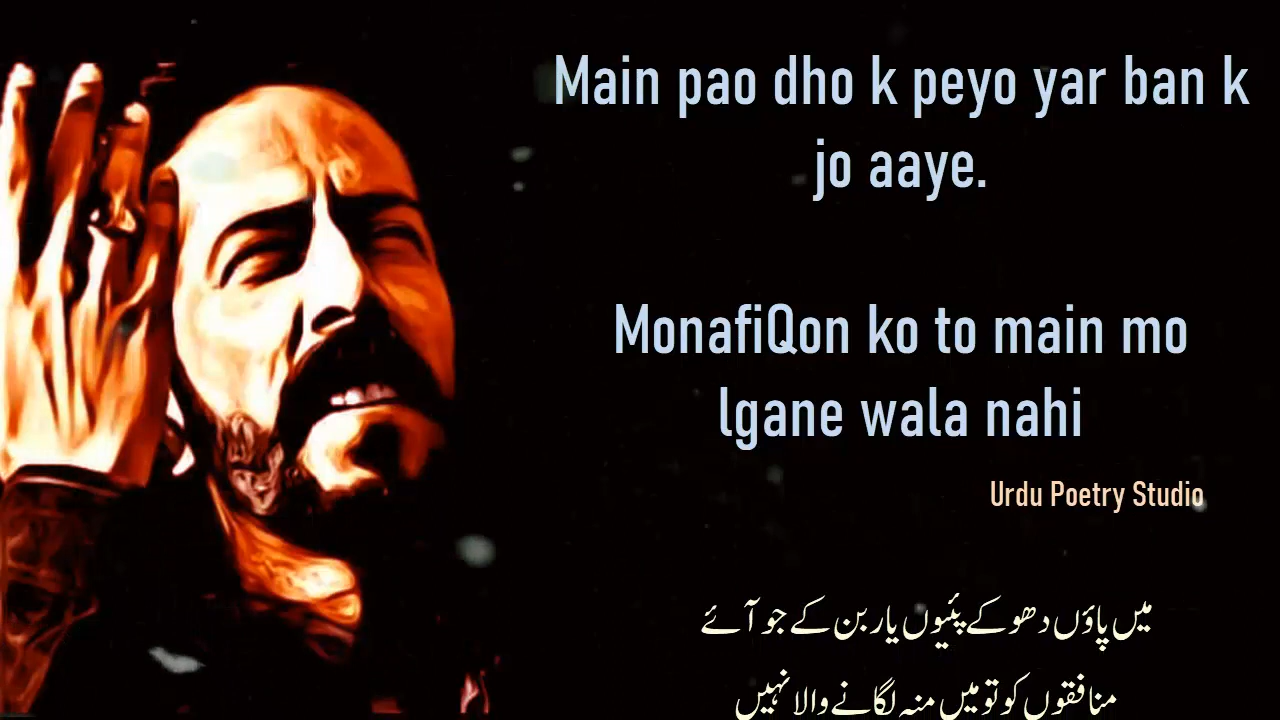 Main pao dho k peyo yar ban k
jo aaye.
MonafiQon ko to main mo
lgane wala nahi
Urdu Poetry Studio
میں پاؤں دھو کے پئیوں یار بن کے جو آئے
منافقوں کو تو میں منہ لگانے والا نہیں